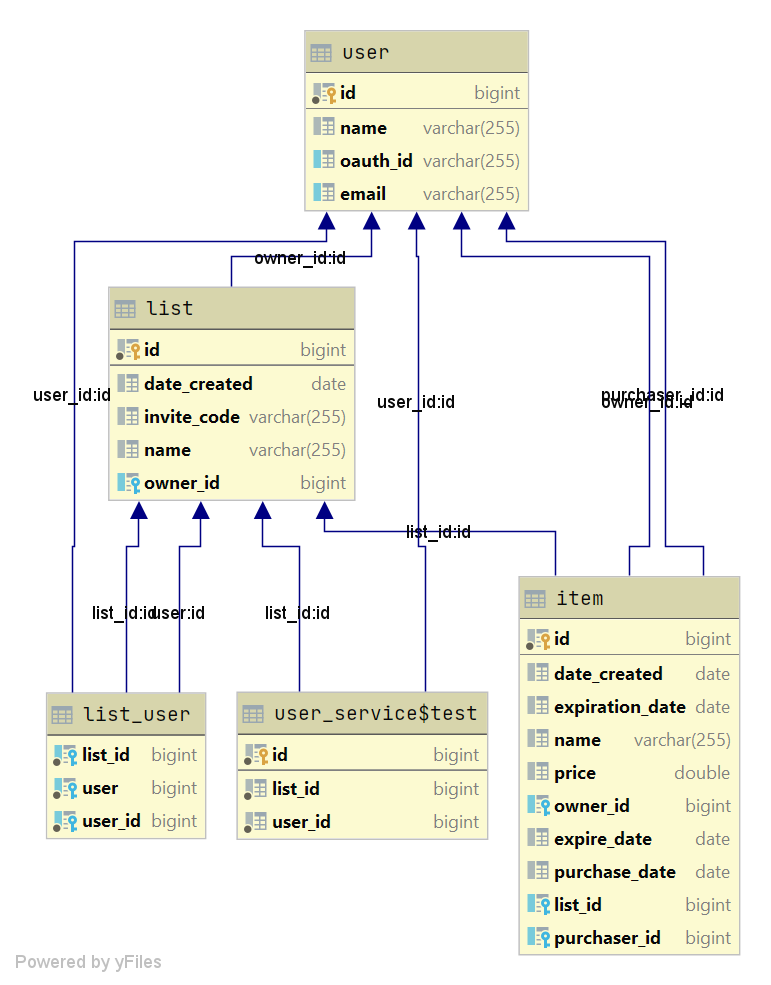 user
id bigint
name varchar(255)
oauth_id varchar(255)
email varchar(255)
owner_id:id
list
id bigint
date_created date
invite_code varchar(255)
name varchar(255)
owner_id bigint
user_id:id
user_id:id
purchaser_id:id
owner_id:id
list_id:id
list_id:id
user:id
list_id:id
item
id bigint
date_created date
expiration_date date
name varchar(255)
price double
owner_id bigint
expire_date date
purchase_date date
list_id bigint
purchaser_id bigint
list_user
list_id bigint
user bigint
user_id bigint
user_service$test
id bigint
list_id bigint
user_id bigint
Powered by yFiles